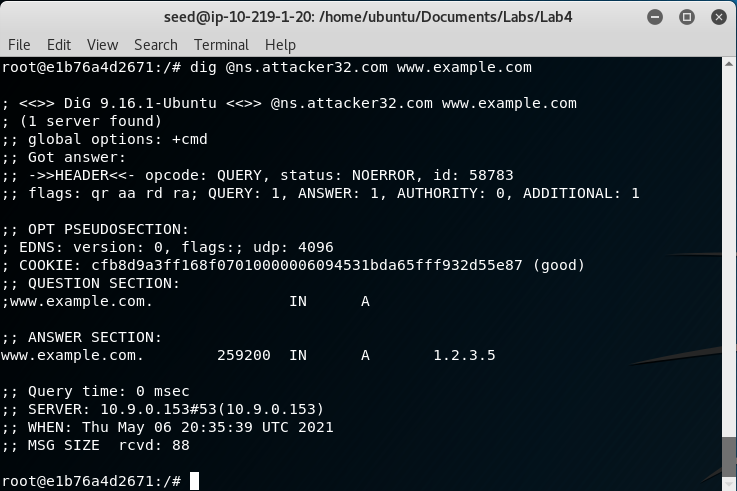 seed@ip-10-219-1-20: /home/ubuntu/Documents/Labs/Lab4
File Edit View Search Terminal Help
root@e1b76a4d2671:/# dig @ns.attacker32.com www.example.com

; <<>> DiG 9.16.1-Ubuntu <<>> @ns.attacker32.com www.example.com
; (1 server found)
;; global options: +cmd
;; Got answer:
;; ->>HEADER<<- opcode: QUERY, status: NOERROR, id: 58783
;; flags: qr aa rd ra; QUERY: 1, ANSWER: 1, AUTHORITY: 0, ADDITIONAL: 1

;; OPT PSEUDOSECTION:
; EDNS: version: 0, flags:; udp: 4096
; COOKIE: cfb8d9a3ff168f07010000006094531bda65fff932d55e87 (good)
;; QUESTION SECTION:
;www.example.com.		IN	A

;; ANSWER SECTION:
www.example.com.	259200	IN	A	1.2.3.5

;; Query time: 0 msec
;; SERVER: 10.9.0.153#53(10.9.0.153)
;; WHEN: Thu May 06 20:35:39 UTC 2021
;; MSG SIZE  rcvd: 88

root@e1b76a4d2671:/#